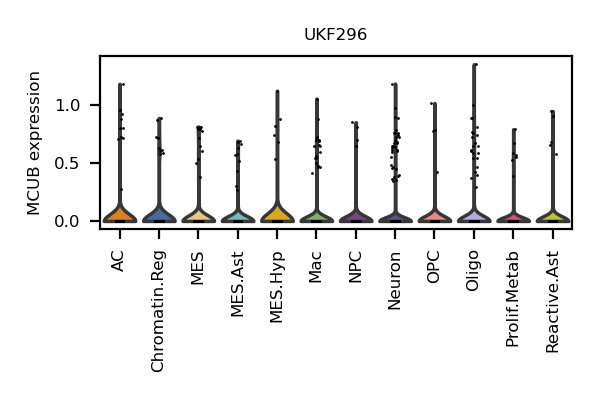 UKF296
MCUB expression
1.0
0.5
0.0
AC
Chromatin.Reg
MES
MES.Ast
MES.Hyp
Mac
NPC
Neuron
OPC
Oligo
Prolif.Metab
Reactive.Ast